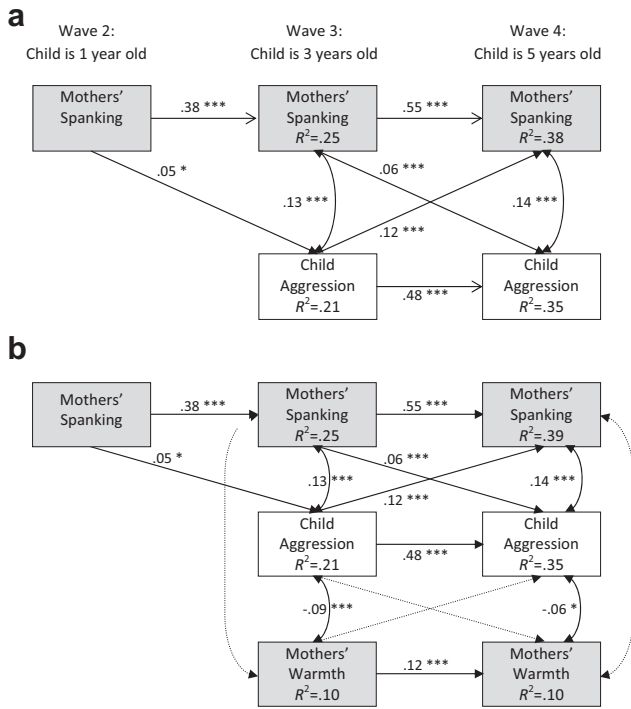 a
Wave 2:
Child is 1 year old
Wave 3:
Child is 3 years old
Wave 4:
Child is 5 years old
Mothers’
Spanking
.38 ***
Mothers’
Spanking
R²=.25
.55 ***
Mothers’
Spanking
R²=.38
.05 *
.06 ***
.13 ***
.14 ***
.12 ***
Child
Aggression
R²=.21
.48 ***
Child
Aggression
R²=.35
b
Mothers’
Spanking
.38 ***
Mothers’
Spanking
R²=.25
.55 ***
Mothers’
Spanking
R²=.39
.05 *
.06 ***
.13 ***
.14 ***
.12 ***
Child
Aggression
R²=.21
.48 ***
Child
Aggression
R²=.35
-.09 ***
-.06 *
Mothers’
Warmth
R²=.10
.12 ***
Mothers’
Warmth
R²=.10